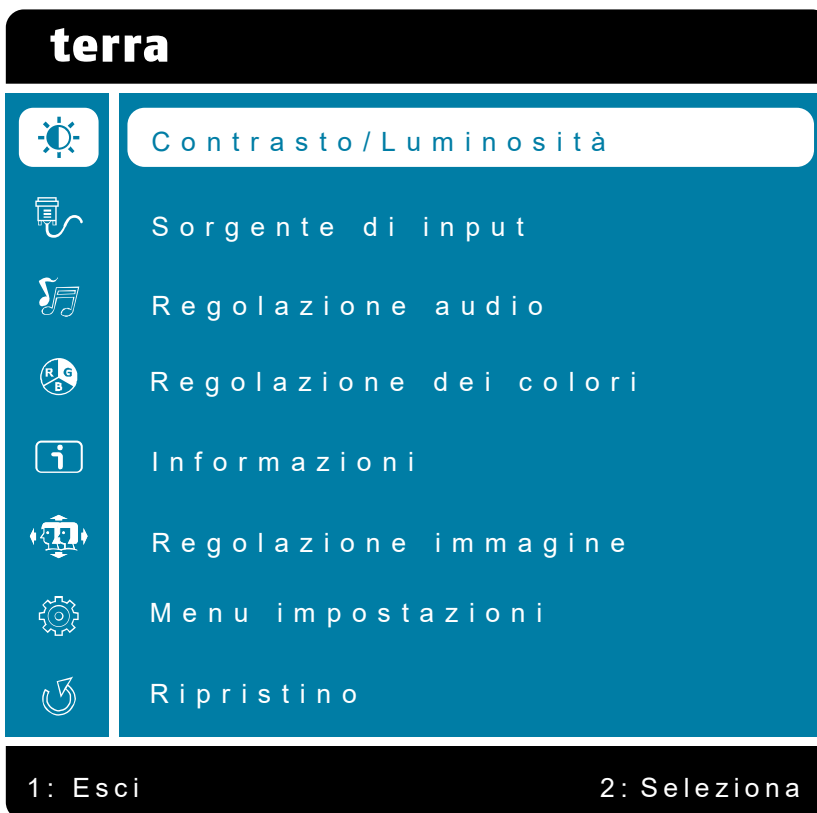 terra
Contrasto/Luminosità
Sorgente di input
Regolazione audio
R G B
Regolazione dei colori
i
Informazioni
Regolazione immagine
Menu impostazioni
Ripristino
1: Esci 2: Seleziona